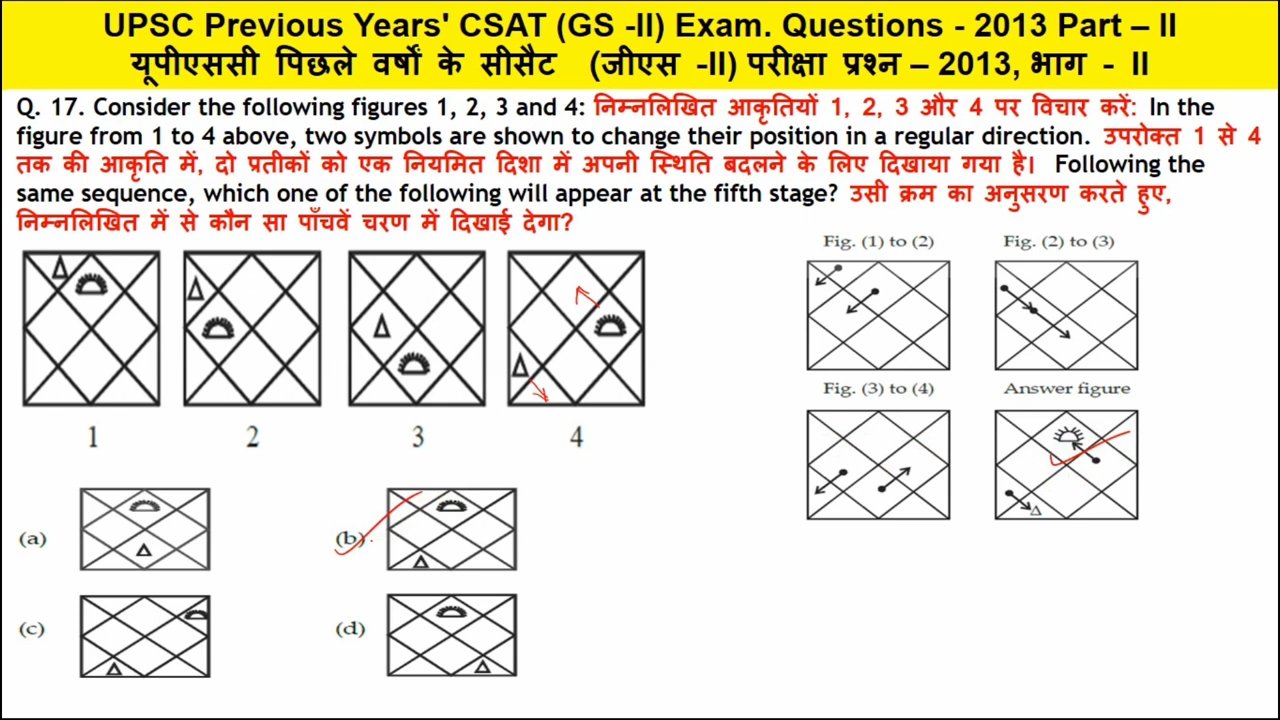 UPSC Previous Years' CSAT (GS -II) Exam. Questions - 2013 Part – II
यूपीएससी पिछले वर्षों के सीसैट (जीएस -II) परीक्षा प्रश्न – 2013, भाग - II
Q. 17. Consider the following figures 1, 2, 3 and 4: निम्नलिखित आकृतियों 1, 2, 3 और 4 पर विचार करें: In the
figure from 1 to 4 above, two symbols are shown to change their position in a regular direction. उपरोक्त 1 से 4
तक की आकृति में, दो प्रतीकों को एक नियमित दिशा में अपनी स्थिति बदलने के लिए दिखाया गया है। Following the
same sequence, which one of the following will appear at the fifth stage? उसी क्रम का अनुसरण करते हुए,
निम्नलिखित में से कौन सा पाँचवें चरण में दिखाई देगा?
Fig. (1) to (2) Fig. (2) to (3)
1 2 3 4
Fig. (3) to (4) Answer figure
(a) (b)
(c) (d)